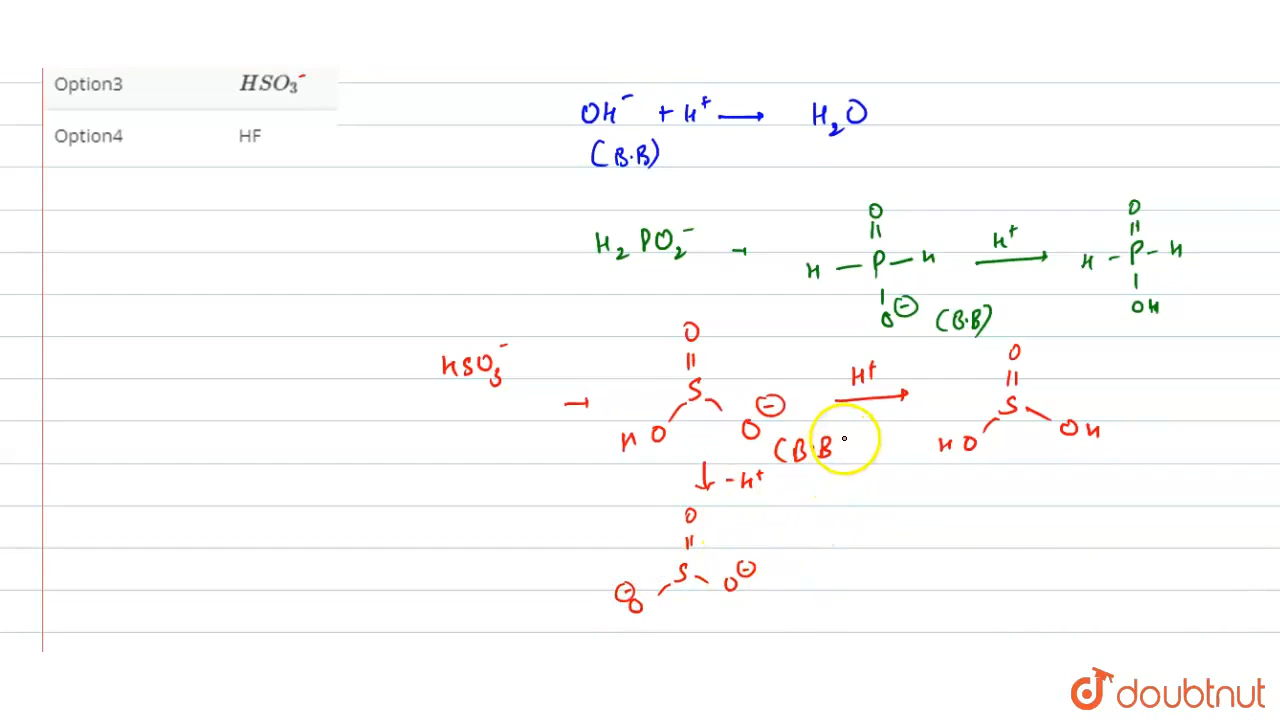 Option3 HSO₃⁻
Option4 HF
OH⁻ + H⁺ ⟶ H₂O
(B.B)
H₂PO₂⁻ →
O
||
H — P — H
|
O⊖ (B.B)
H⁺ ⟶
O
||
H — P — H
|
OH
HSO₃⁻ →
O
||
S
HO O⊖
(B.B
H⁺ ⟶
O
||
S
HO OH
↓ -H⁺
O
||
S
⊖O O⊖
doubtnut